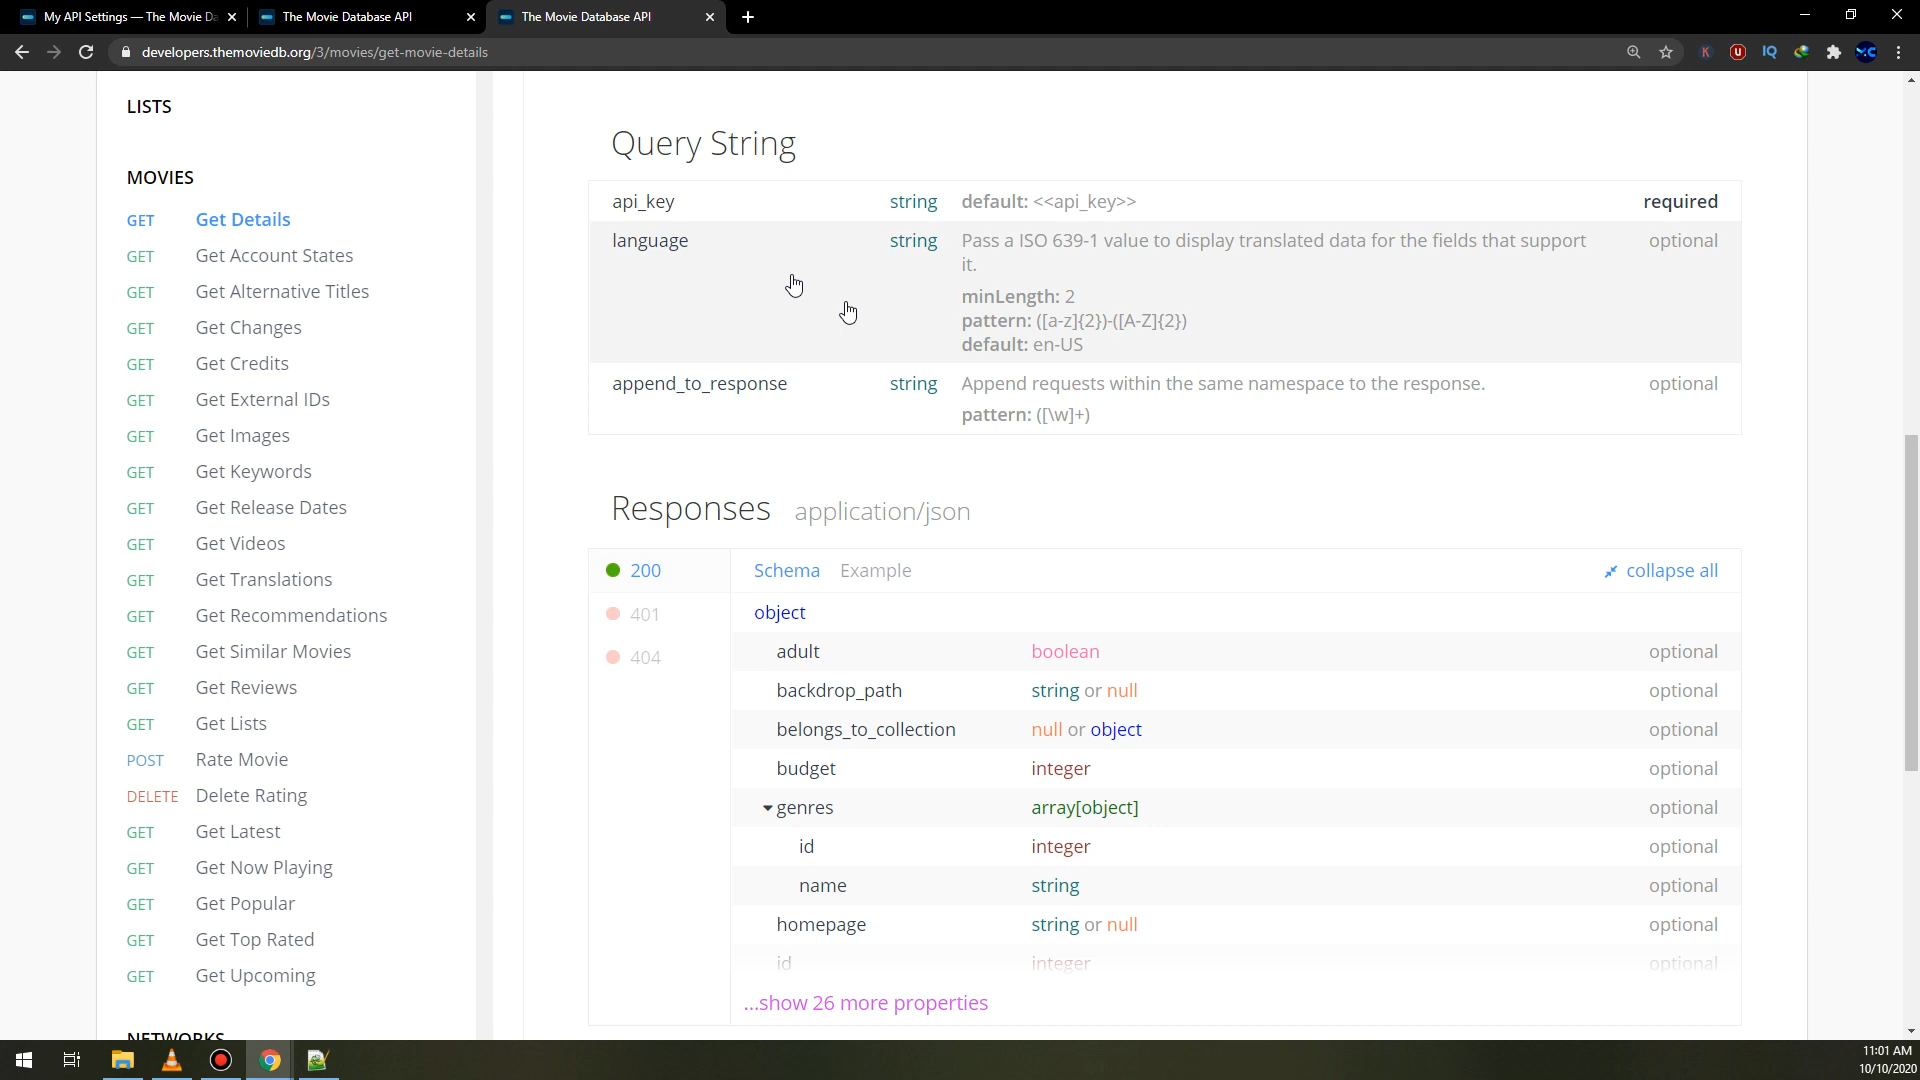 My API Settings — The Movie Da
The Movie Database API
The Movie Database API
developers.themoviedb.org/3/movies/get-movie-details
LISTS
MOVIES
GET Get Details
GET Get Account States
GET Get Alternative Titles
GET Get Changes
GET Get Credits
GET Get External IDs
GET Get Images
GET Get Keywords
GET Get Release Dates
GET Get Videos
GET Get Translations
GET Get Recommendations
GET Get Similar Movies
GET Get Reviews
GET Get Lists
POST Rate Movie
DELETE Delete Rating
GET Get Latest
GET Get Now Playing
GET Get Popular
GET Get Top Rated
GET Get Upcoming
NETWORKS
Query String
api_key string default: <<api_key>> required
language string Pass a ISO 639-1 value to display translated data for the fields that support optional
it.
minLength: 2
pattern: ([a-z]{2})-([A-Z]{2})
default: en-US
append_to_response string Append requests within the same namespace to the response. optional
pattern: ([\w]+)
Responses application/json
200 Schema Example collapse all
401
404
object
adult boolean optional
backdrop_path string or null optional
belongs_to_collection null or object optional
budget integer optional
genres array[object] optional
id integer optional
name string optional
homepage string or null optional
id integer optional
...show 26 more properties
11:01 AM
10/10/2020